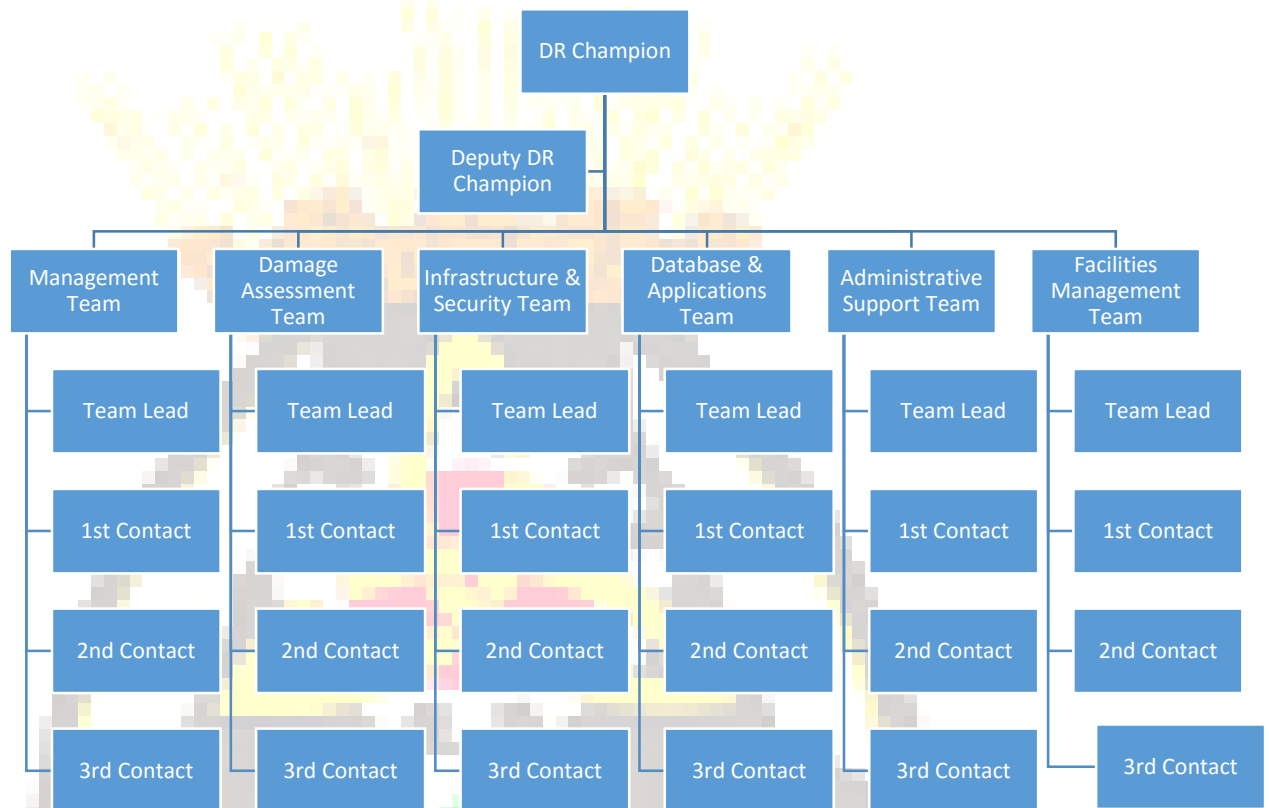 DR Champion
Deputy DR
Champion
Management
Team
Damage
Assessment
Team
Infrastructure &
Security Team
Database &
Applications
Team
Administrative
Support Team
Facilities
Management
Team
Team Lead
Team Lead
Team Lead
Team Lead
Team Lead
Team Lead
1st Contact
1st Contact
1st Contact
1st Contact
1st Contact
1st Contact
2nd Contact
2nd Contact
2nd Contact
2nd Contact
2nd Contact
2nd Contact
3rd Contact
3rd Contact
3rd Contact
3rd Contact
3rd Contact
3rd Contact